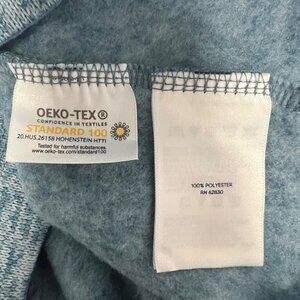 OEKO-TEX®
CONFIDENCE IN TEXTILES
STANDARD 100
20.HUS.26158 HOHENSTEIN HTTI
Tested for harmful substances.
www.oeko-tex.com/standard100
100% POLYESTER
RN 62830